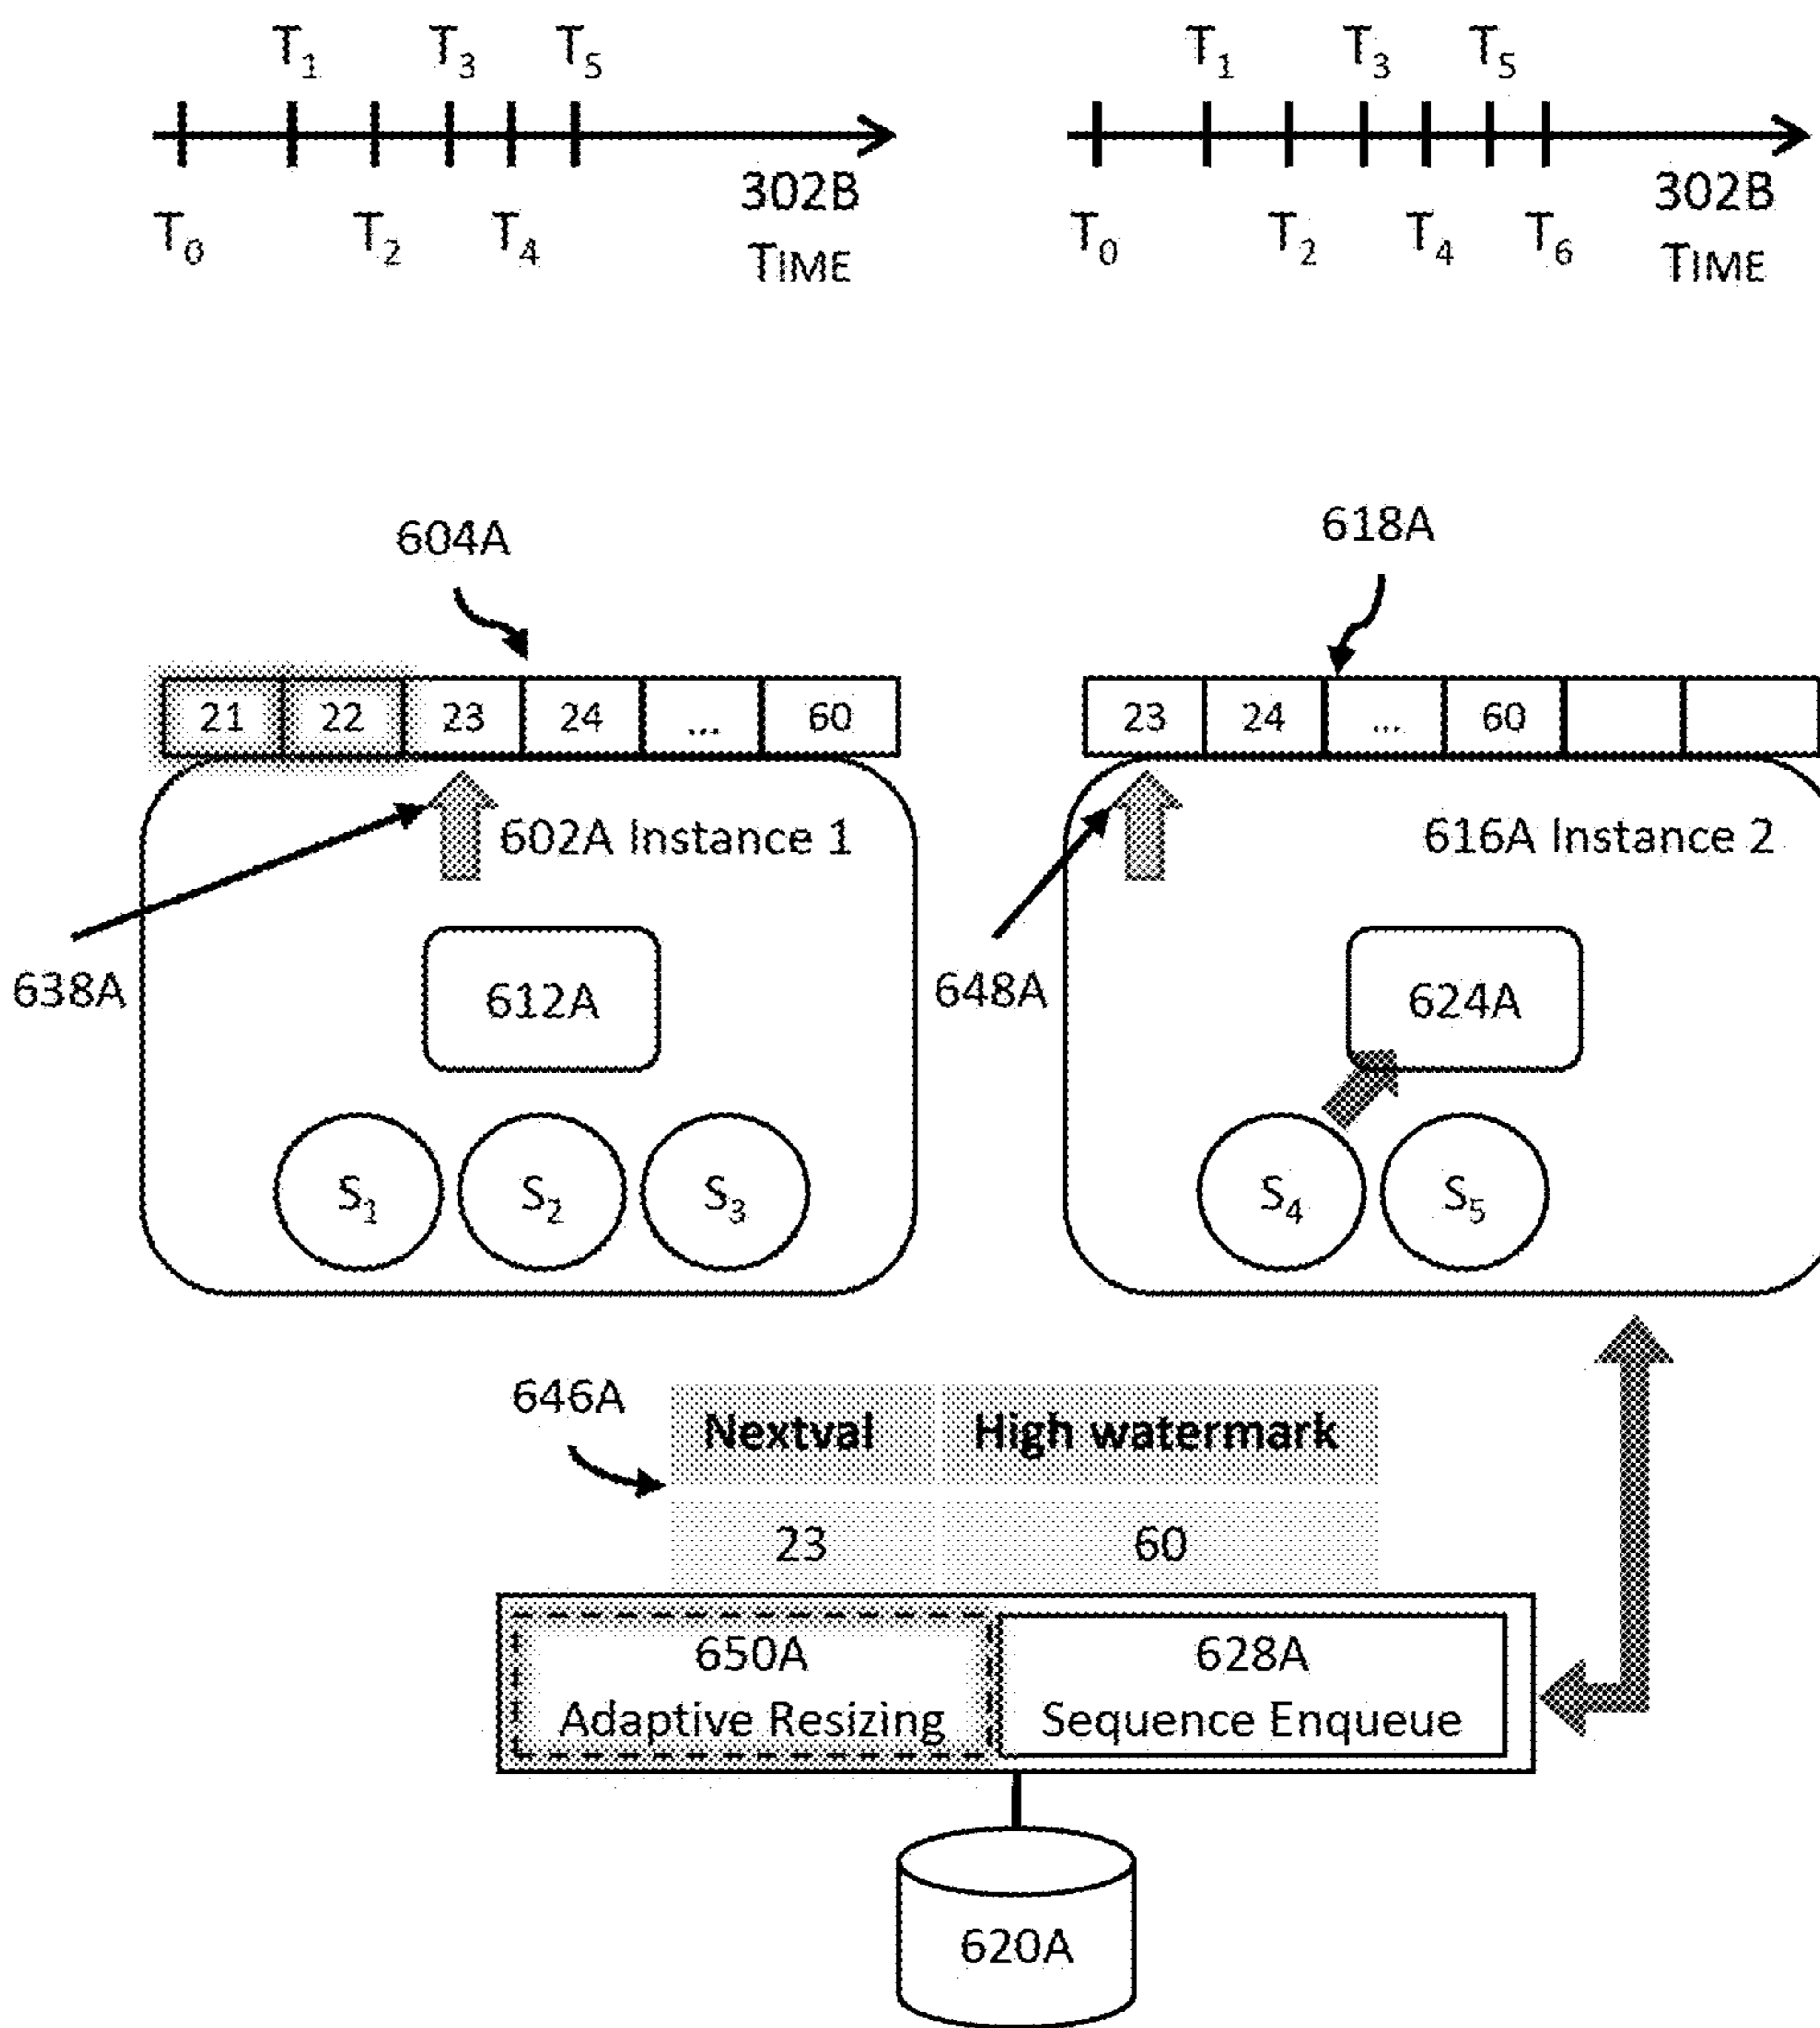 T1 T3 T5
T1 T3 T5
302B
302B
T0 T2 T4 TIME
T0 T2 T4 T6 TIME
604A
618A
21 22 23 24 ... 60
23 24 ... 60
602A Instance 1
616A Instance 2
638A
612A
648A
624A
S1 S2 S3
S4 S5
646A
Nextval High watermark
23 60
650A
Adaptive Resizing
628A
Sequence Enqueue
620A